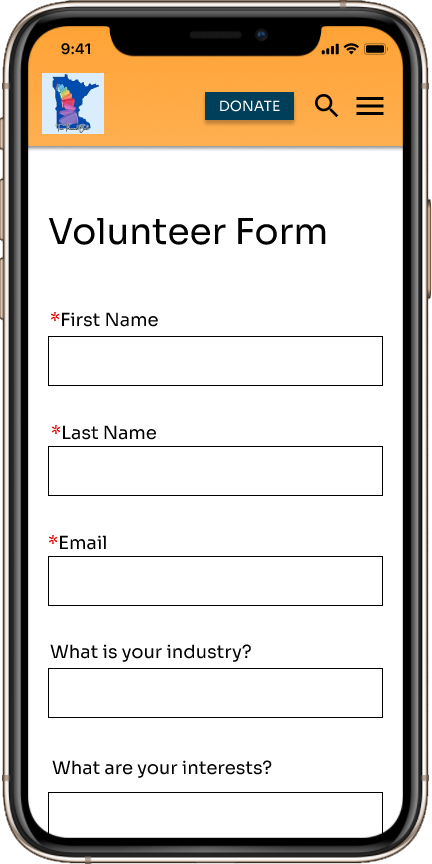 9:41
DONATE
Volunteer Form
*First Name
*Last Name
*Email
What is your industry?
What are your interests?